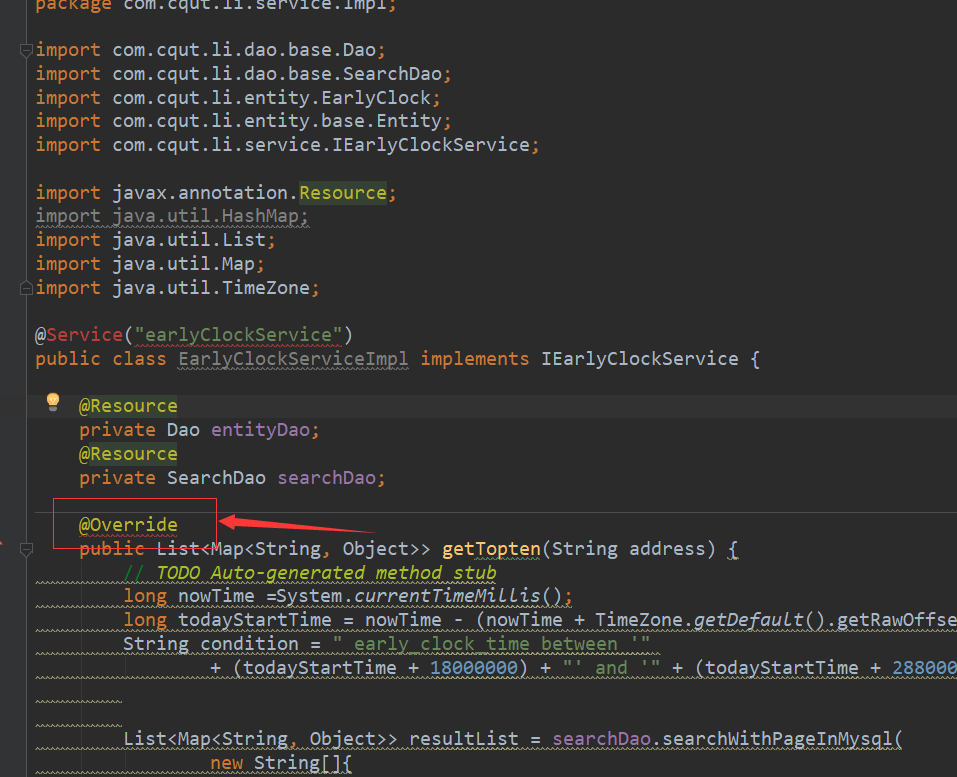 package com.cqut.li.service.Impl;
import com.cqut.li.dao.base.Dao;
import com.cqut.li.dao.base.SearchDao;
import com.cqut.li.entity.EarlyClock;
import com.cqut.li.entity.base.Entity;
import com.cqut.li.service.IEarlyClockService;
import javax.annotation.Resource;
import java.util.HashMap;
import java.util.List;
import java.util.Map;
import java.util.TimeZone;
@Service("earlyClockService")
public class EarlyClockServiceImpl implements IEarlyClockService {
@Resource
private Dao entityDao;
@Resource
private SearchDao searchDao;
@Override
public List<Map<String, Object>> getTopten(String address) {
// TODO Auto-generated method stub
long nowTime =System.currentTimeMillis();
long todayStartTime = nowTime - (nowTime + TimeZone.getDefault().getRawOffse
String condition = " early_clock_time between '"
+ (todayStartTime + 18000000) + "' and '" + (todayStartTime + 288000
List<Map<String, Object>> resultList = searchDao.searchWithPageInMysql(
new String[]{